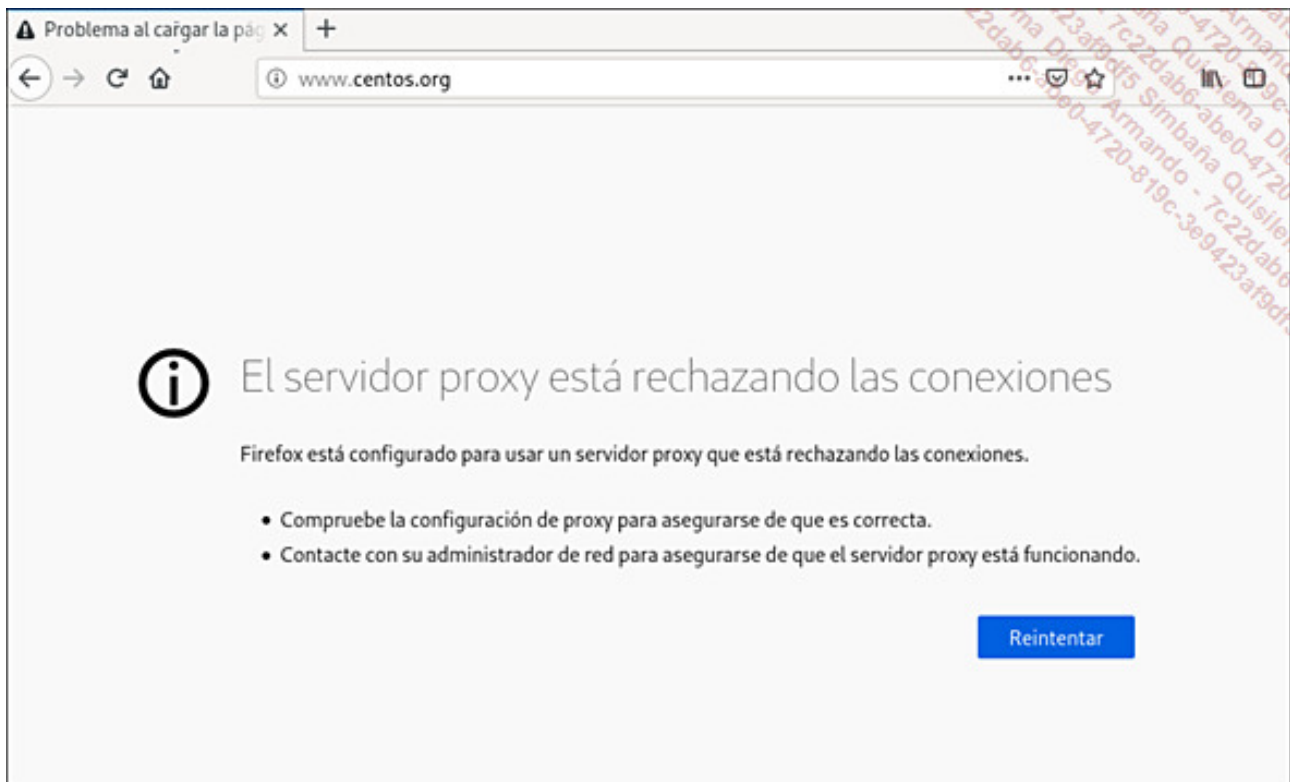 Problema al cargar la pág
www.centos.org
El servidor proxy está rechazando las conexiones
Firefox está configurado para usar un servidor proxy que está rechazando las conexiones.
• Compruebe la configuración de proxy para asegurarse de que es correcta.
• Contacte con su administrador de red para asegurarse de que el servidor proxy está funcionando.
Reintentar